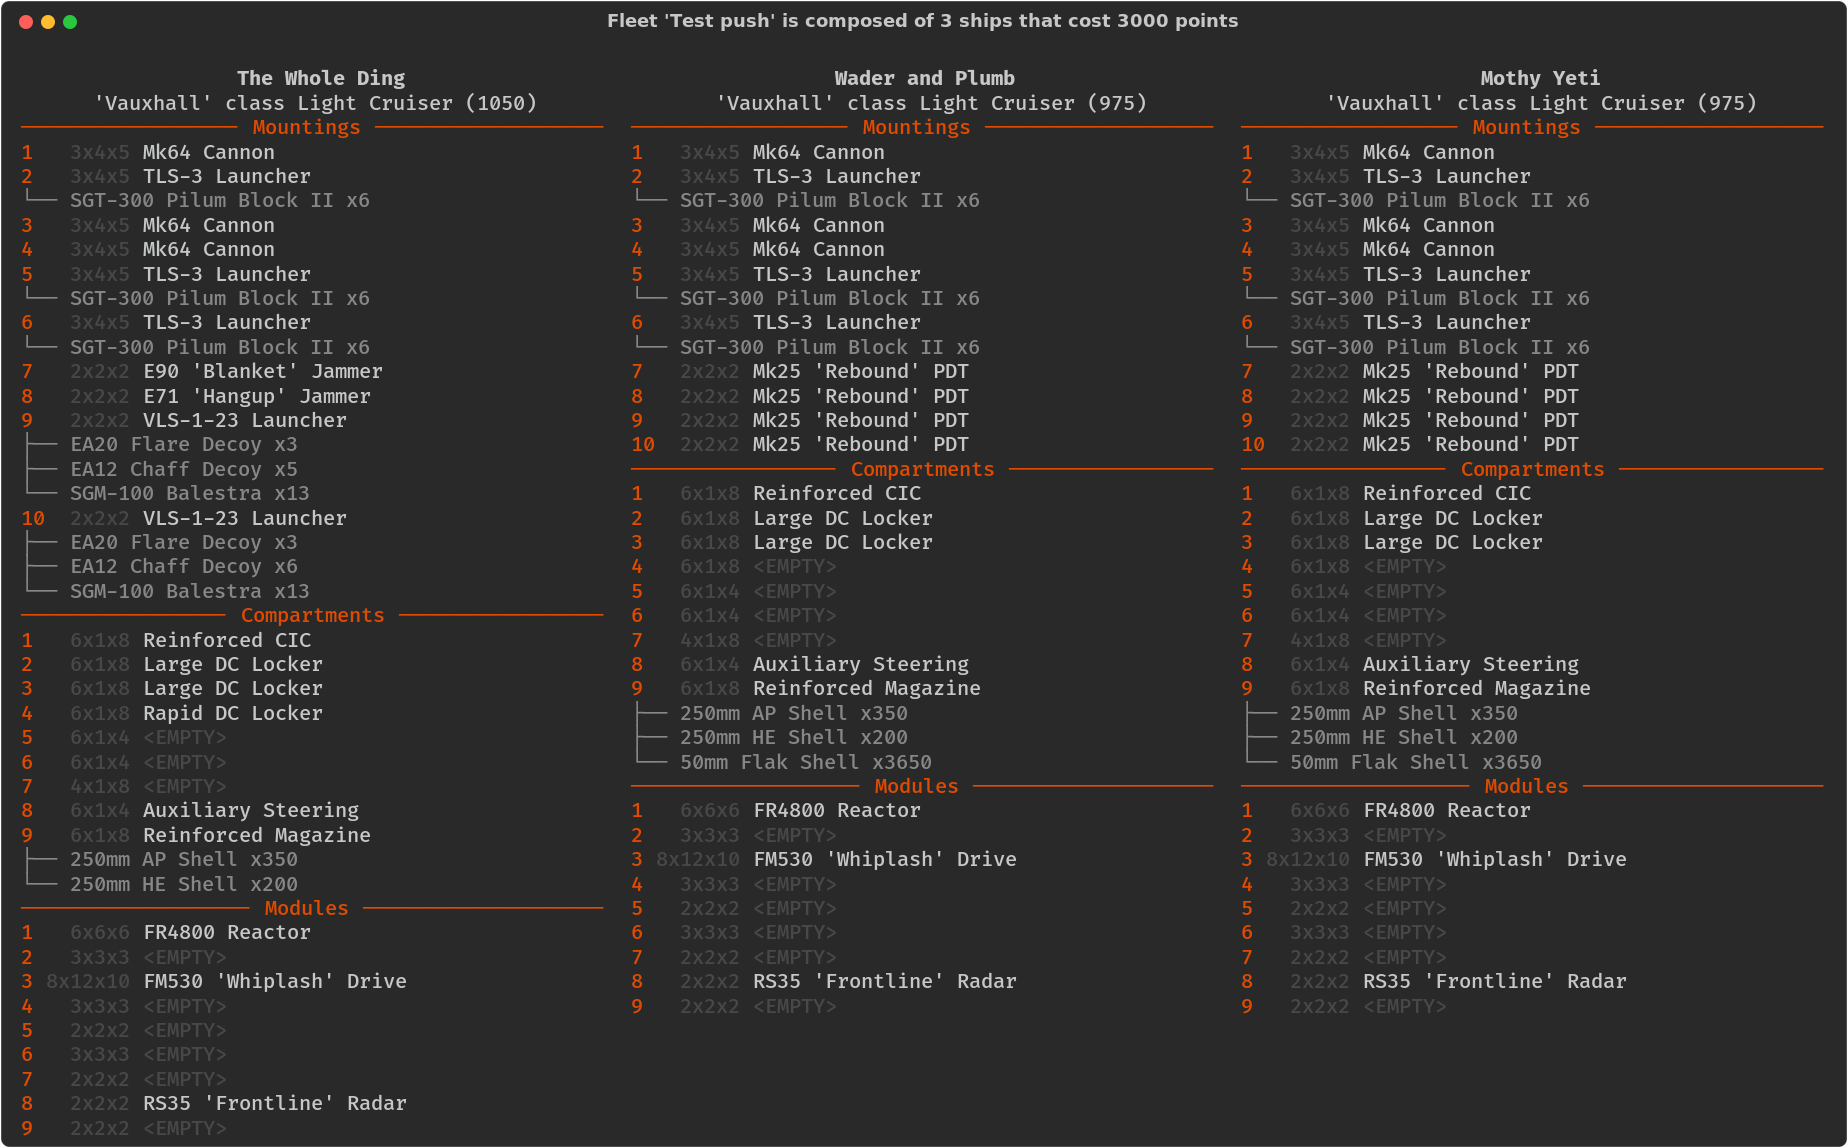 Fleet 'Test push' is composed of 3 ships that cost 3000 points
The Whole Ding
'Vauxhall' class Light Cruiser (1050)
Mountings
1 3x4x5 Mk64 Cannon
2 3x4x5 TLS-3 Launcher
└── SGT-300 Pilum Block II x6
3 3x4x5 Mk64 Cannon
4 3x4x5 Mk64 Cannon
5 3x4x5 TLS-3 Launcher
└── SGT-300 Pilum Block II x6
6 3x4x5 TLS-3 Launcher
└── SGT-300 Pilum Block II x6
7 2x2x2 E90 'Blanket' Jammer
8 2x2x2 E71 'Hangup' Jammer
9 2x2x2 VLS-1-23 Launcher
├── EA20 Flare Decoy x3
├── EA12 Chaff Decoy x5
└── SGM-100 Balestra x13
10 2x2x2 VLS-1-23 Launcher
├── EA20 Flare Decoy x3
├── EA12 Chaff Decoy x6
└── SGM-100 Balestra x13
Compartments
1 6x1x8 Reinforced CIC
2 6x1x8 Large DC Locker
3 6x1x8 Large DC Locker
4 6x1x8 Rapid DC Locker
5 6x1x4 <EMPTY>
6 6x1x4 <EMPTY>
7 4x1x8 <EMPTY>
8 6x1x4 Auxiliary Steering
9 6x1x8 Reinforced Magazine
├── 250mm AP Shell x350
└── 250mm HE Shell x200
Modules
1 6x6x6 FR4800 Reactor
2 3x3x3 <EMPTY>
3 8x12x10 FM530 'Whiplash' Drive
4 3x3x3 <EMPTY>
5 2x2x2 <EMPTY>
6 3x3x3 <EMPTY>
7 2x2x2 <EMPTY>
8 2x2x2 RS35 'Frontline' Radar
9 2x2x2 <EMPTY>
Wader and Plumb
'Vauxhall' class Light Cruiser (975)
Mountings
1 3x4x5 Mk64 Cannon
2 3x4x5 TLS-3 Launcher
└── SGT-300 Pilum Block II x6
3 3x4x5 Mk64 Cannon
4 3x4x5 Mk64 Cannon
5 3x4x5 TLS-3 Launcher
└── SGT-300 Pilum Block II x6
6 3x4x5 TLS-3 Launcher
└── SGT-300 Pilum Block II x6
7 2x2x2 Mk25 'Rebound' PDT
8 2x2x2 Mk25 'Rebound' PDT
9 2x2x2 Mk25 'Rebound' PDT
10 2x2x2 Mk25 'Rebound' PDT
Compartments
1 6x1x8 Reinforced CIC
2 6x1x8 Large DC Locker
3 6x1x8 Large DC Locker
4 6x1x8 <EMPTY>
5 6x1x4 <EMPTY>
6 6x1x4 <EMPTY>
7 4x1x8 <EMPTY>
8 6x1x4 Auxiliary Steering
9 6x1x8 Reinforced Magazine
├── 250mm AP Shell x350
├── 250mm HE Shell x200
└── 50mm Flak Shell x3650
Modules
1 6x6x6 FR4800 Reactor
2 3x3x3 <EMPTY>
3 8x12x10 FM530 'Whiplash' Drive
4 3x3x3 <EMPTY>
5 2x2x2 <EMPTY>
6 3x3x3 <EMPTY>
7 2x2x2 <EMPTY>
8 2x2x2 RS35 'Frontline' Radar
9 2x2x2 <EMPTY>
Mothy Yeti
'Vauxhall' class Light Cruiser (975)
Mountings
1 3x4x5 Mk64 Cannon
2 3x4x5 TLS-3 Launcher
└── SGT-300 Pilum Block II x6
3 3x4x5 Mk64 Cannon
4 3x4x5 Mk64 Cannon
5 3x4x5 TLS-3 Launcher
└── SGT-300 Pilum Block II x6
6 3x4x5 TLS-3 Launcher
└── SGT-300 Pilum Block II x6
7 2x2x2 Mk25 'Rebound' PDT
8 2x2x2 Mk25 'Rebound' PDT
9 2x2x2 Mk25 'Rebound' PDT
10 2x2x2 Mk25 'Rebound' PDT
Compartments
1 6x1x8 Reinforced CIC
2 6x1x8 Large DC Locker
3 6x1x8 Large DC Locker
4 6x1x8 <EMPTY>
5 6x1x4 <EMPTY>
6 6x1x4 <EMPTY>
7 4x1x8 <EMPTY>
8 6x1x4 Auxiliary Steering
9 6x1x8 Reinforced Magazine
├── 250mm AP Shell x350
├── 250mm HE Shell x200
└── 50mm Flak Shell x3650
Modules
1 6x6x6 FR4800 Reactor
2 3x3x3 <EMPTY>
3 8x12x10 FM530 'Whiplash' Drive
4 3x3x3 <EMPTY>
5 2x2x2 <EMPTY>
6 3x3x3 <EMPTY>
7 2x2x2 <EMPTY>
8 2x2x2 RS35 'Frontline' Radar
9 2x2x2 <EMPTY>